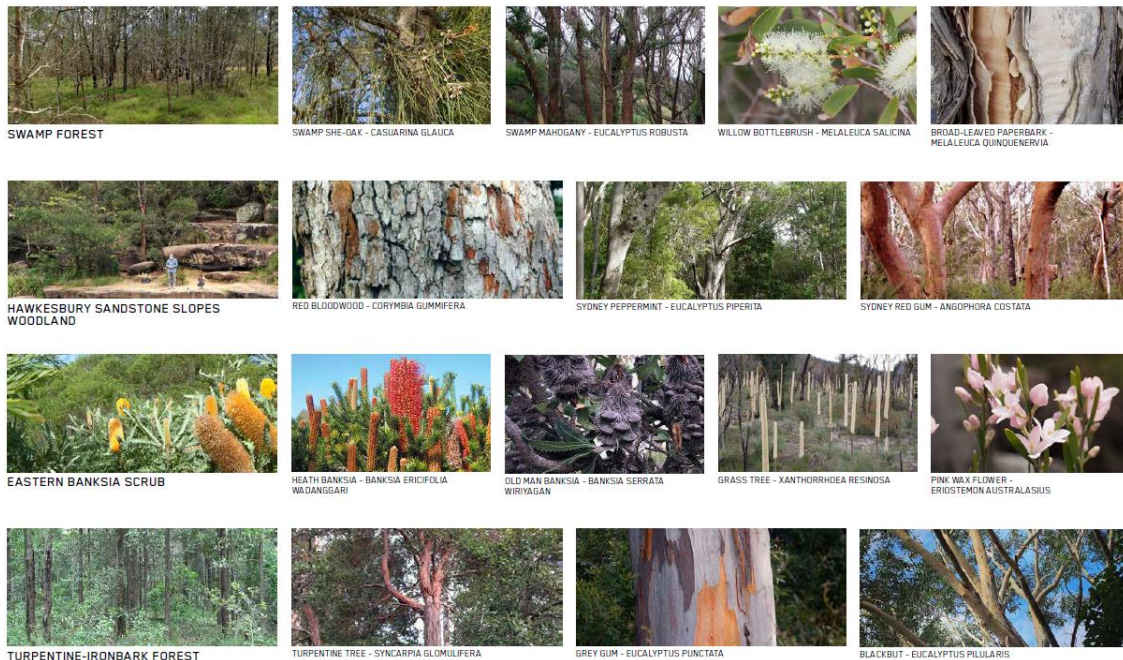 SWAMP FOREST
SWAMP SHE-OAK - CASUARINA GLAUCA
SWAMP MAHOGANY - EUCALYPTUS ROBUSTA
WILLOW BOTTLEBRUSH - MELALEUCA SALICINA
BROAD-LEAVED PAPERBARK -
MELALEUCA QUINQUENERVIA
HAWKESBURY SANDSTONE SLOPES
WOODLAND
RED BLOODWOOD - CORYMBIA GUMMIFERA
SYDNEY PEPPERMINT - EUCALYPTUS PIPERITA
SYDNEY RED GUM - ANGOPHORA COSTATA
EASTERN BANKSIA SCRUB
HEATH BANKSIA - BANKSIA ERICIFOLIA
WADANGGARI
OLD MAN BANKSIA - BANKSIA SERRATA
WIRIYAGAN
GRASS TREE - XANTHORRHOEA RESINOSA
PINK WAX FLOWER -
ERIOSTEMON AUSTRALASIUS
TURPENTINE-IRONBARK FOREST
TURPENTINE TREE - SYNCARPIA GLOMULIFERA
GREY GUM - EUCALYPTUS PUNCTATA
BLACKBUT - EUCALYPTUS PILULARIS